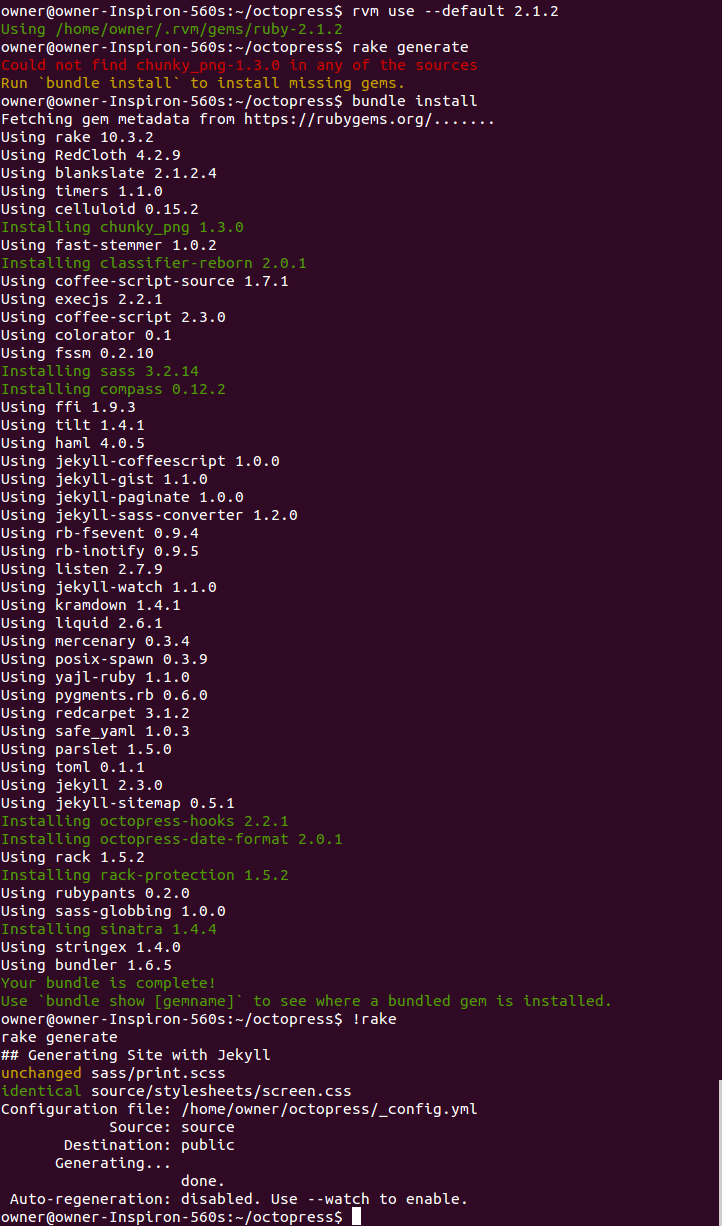 owner@owner-Inspiron-560s:~/octopress$ rvm use --default 2.1.2
Using /home/owner/.rvm/gems/ruby-2.1.2
owner@owner-Inspiron-560s:~/octopress$ rake generate
Could not find chunky_png-1.3.0 in any of the sources
Run `bundle install` to install missing gems.
owner@owner-Inspiron-560s:~/octopress$ bundle install
Fetching gem metadata from https://rubygems.org/.......
Using rake 10.3.2
Using RedCloth 4.2.9
Using blankslate 2.1.2.4
Using timers 1.1.0
Using celluloid 0.15.2
Installing chunky_png 1.3.0
Using fast-stemmer 1.0.2
Installing classifier-reborn 2.0.1
Using coffee-script-source 1.7.1
Using execjs 2.2.1
Using coffee-script 2.3.0
Using colorator 0.1
Using fssm 0.2.10
Installing sass 3.2.14
Installing compass 0.12.2
Using ffi 1.9.3
Using tilt 1.4.1
Using haml 4.0.5
Using jekyll-coffeescript 1.0.0
Using jekyll-gist 1.1.0
Using jekyll-paginate 1.0.0
Using jekyll-sass-converter 1.2.0
Using rb-fsevent 0.9.4
Using rb-inotify 0.9.5
Using listen 2.7.9
Using jekyll-watch 1.1.0
Using kramdown 1.4.1
Using liquid 2.6.1
Using mercenary 0.3.4
Using posix-spawn 0.3.9
Using yajl-ruby 1.1.0
Using pygments.rb 0.6.0
Using redcarpet 3.1.2
Using safe_yaml 1.0.3
Using parslet 1.5.0
Using toml 0.1.1
Using jekyll 2.3.0
Using jekyll-sitemap 0.5.1
Installing octopress-hooks 2.2.1
Installing octopress-date-format 2.0.1
Using rack 1.5.2
Installing rack-protection 1.5.2
Using rubypants 0.2.0
Using sass-globbing 1.0.0
Installing sinatra 1.4.4
Using stringex 1.4.0
Using bundler 1.6.5
Your bundle is complete!
Use `bundle show [gemname]` to see where a bundled gem is installed.
owner@owner-Inspiron-560s:~/octopress$ !rake
rake generate
## Generating Site with Jekyll
unchanged sass/print.scss
identical source/stylesheets/screen.css
Configuration file: /home/owner/octopress/_config.yml
Source: source
Destination: public
Generating...
done.
Auto-regeneration: disabled. Use --watch to enable.
owner@owner-Inspiron-560s:~/octopress$